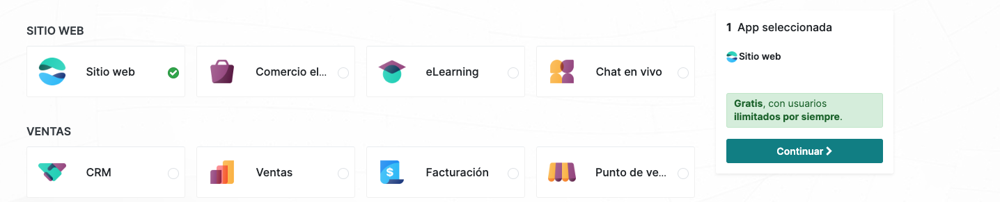 SITIO WEB
Sitio web
Comercio el...
eLearning
Chat en vivo
VENTAS
CRM
Ventas
$
Facturación
Punto de ve...
1 App seleccionada
Sitio web
Gratis, con usuarios
ilimitados por siempre.
Continuar